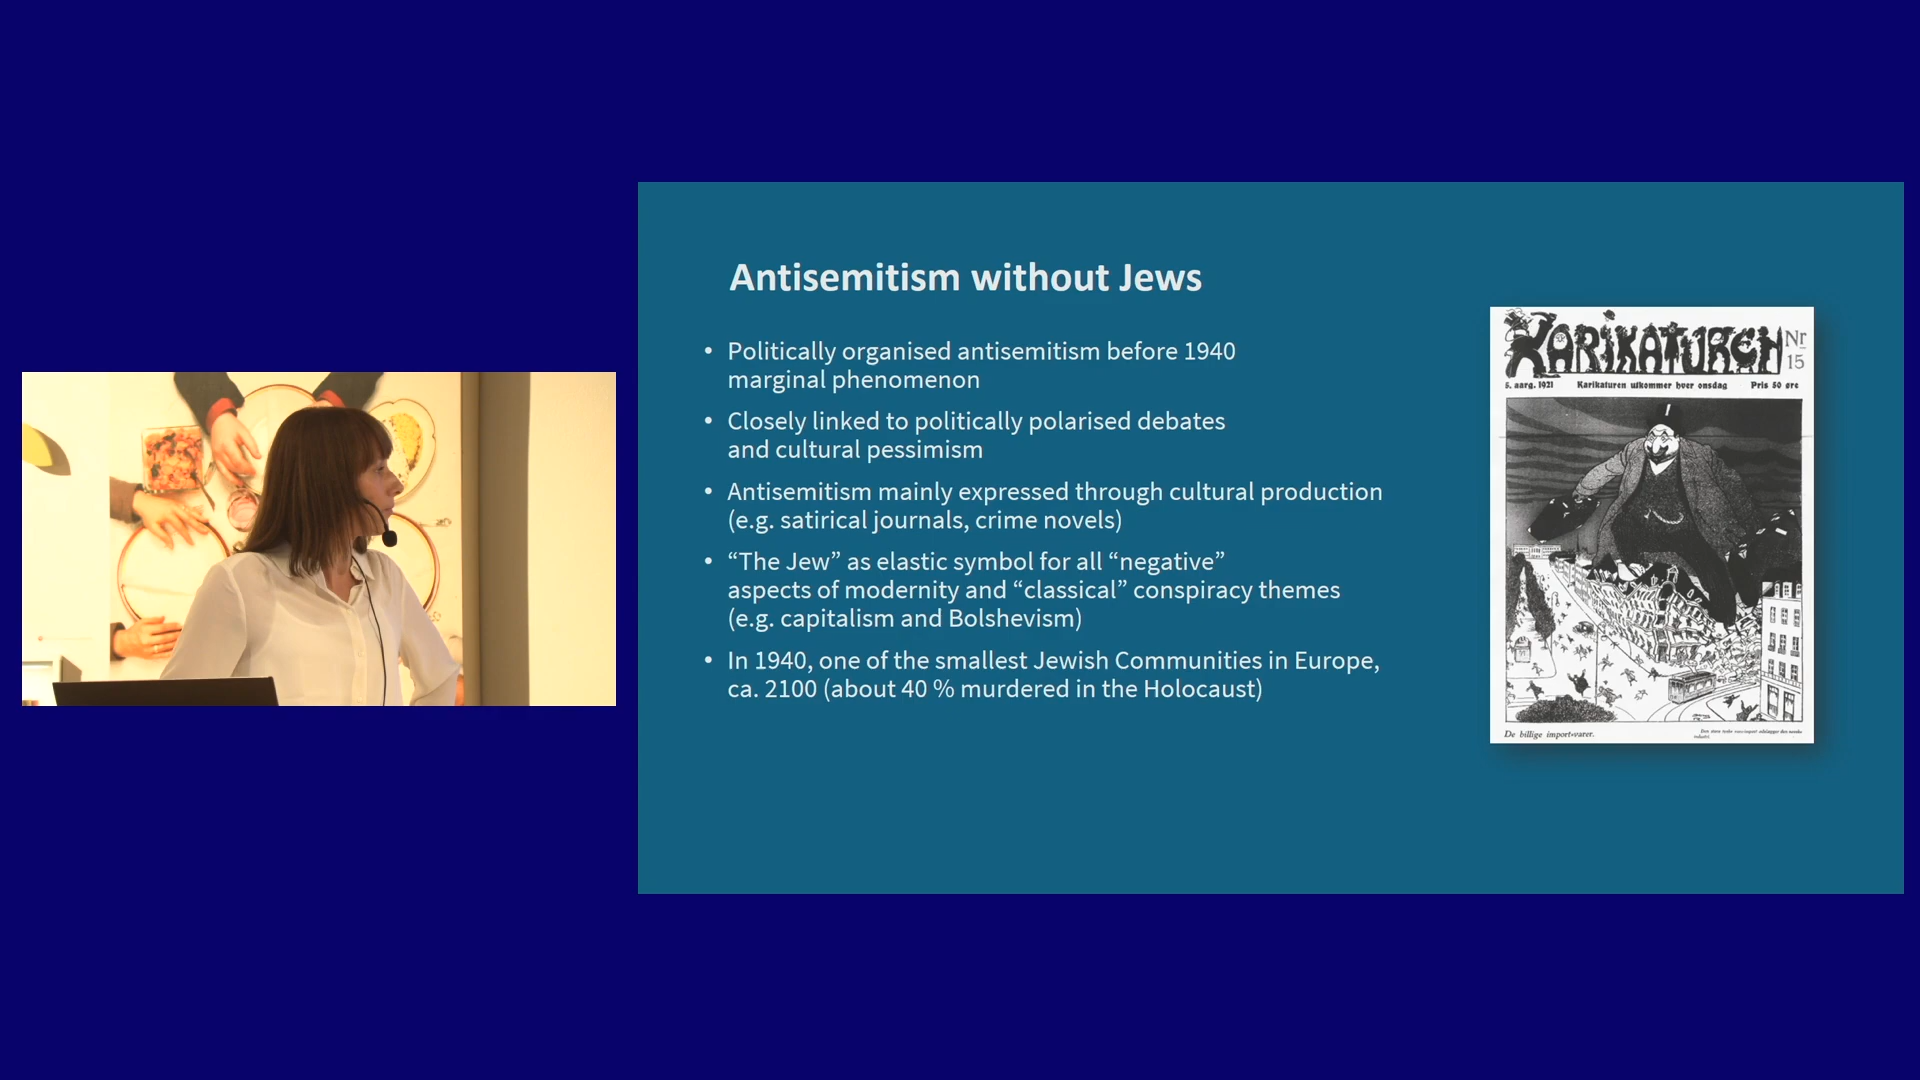 Antisemitism without Jews
• Politically organised antisemitism before 1940
marginal phenomenon
• Closely linked to politically polarised debates
and cultural pessimism
• Antisemitism mainly expressed through cultural production
(e.g. satirical journals, crime novels)
• “The Jew” as elastic symbol for all “negative”
aspects of modernity and “classical” conspiracy themes
(e.g. capitalism and Bolshevism)
• In 1940, one of the smallest Jewish Communities in Europe,
ca. 2100 (about 40 % murdered in the Holocaust)
KARIKATUREN
Nr
15
6. aarg. 1921
Karikaturen utkommer hver onsdag
Pris 50 øre
De billige import-varer.